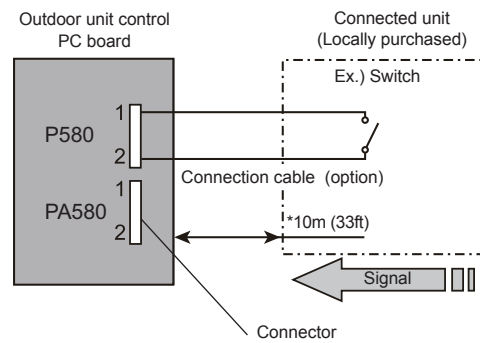 Outdoor unit control
PC board
Connected unit
(Locally purchased)
Ex.) Switch
1
P580
2
Connection cable (option)
1
PA580
2
*10m (33ft)
Signal
Connector